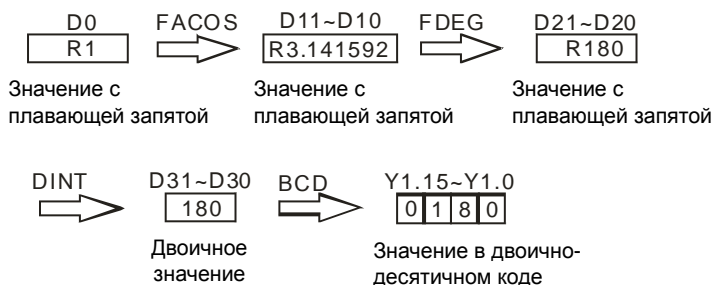 D0 FACOS D11~D10 FDEG D21~D20
R1 R3.141592 R180
Значение с Значение с Значение с
плавающей запятой плавающей запятой плавающей запятой
DINT D31~D30 BCD Y1.15~Y1.0
180 0 1 8 0
Двоичное Значение в двоично-
значение десятичном коде